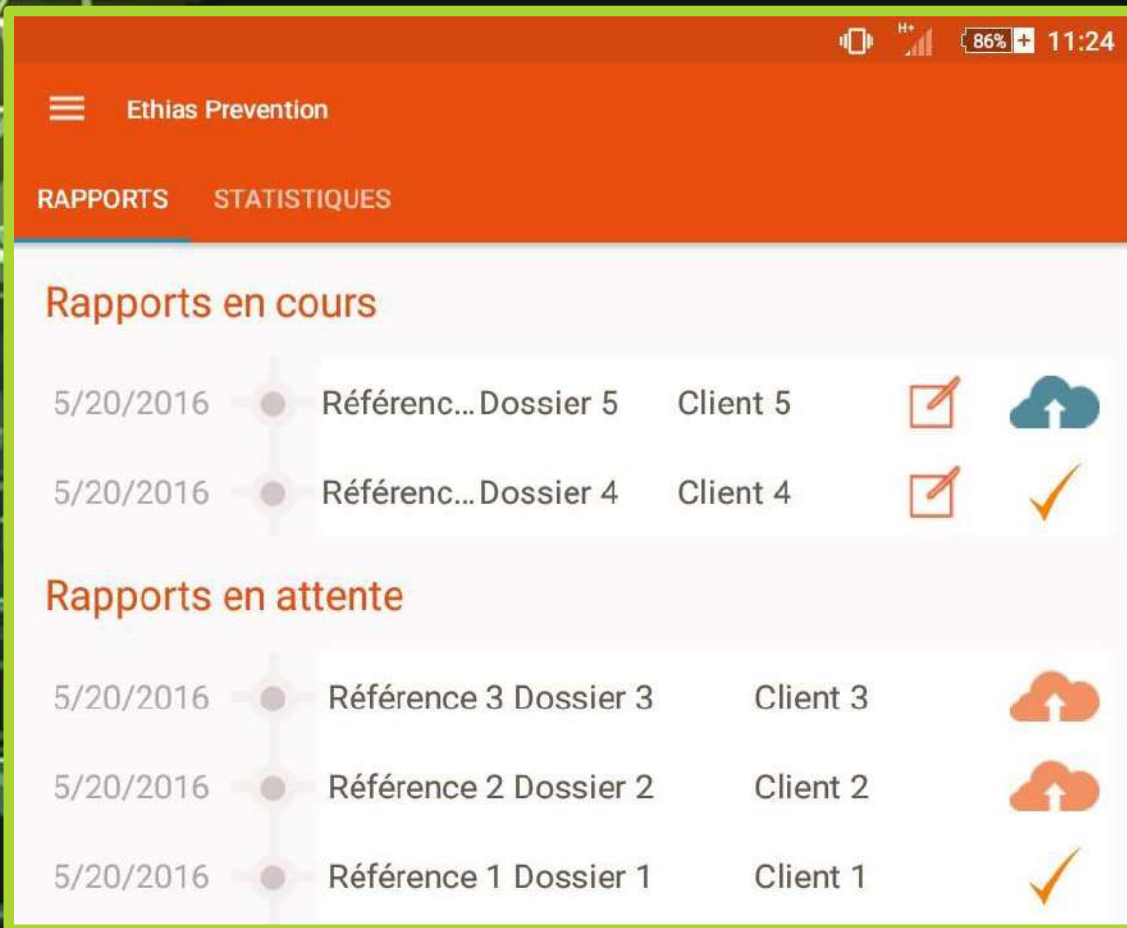 H+ 86% 11:24
Ethias Prevention
RAPPORTS STATISTIQUES
Rapports en cours
5/20/2016 Référenc... Dossier 5 Client 5
5/20/2016 Référenc... Dossier 4 Client 4
Rapports en attente
5/20/2016 Référence 3 Dossier 3 Client 3
5/20/2016 Référence 2 Dossier 2 Client 2
5/20/2016 Référence 1 Dossier 1 Client 1